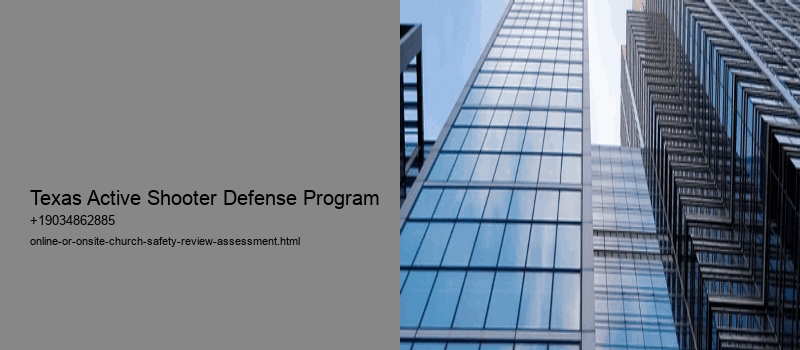 Texas Active Shooter Defense Program
+19034862885
online-or-onsite-church-safety-review-assessment.html